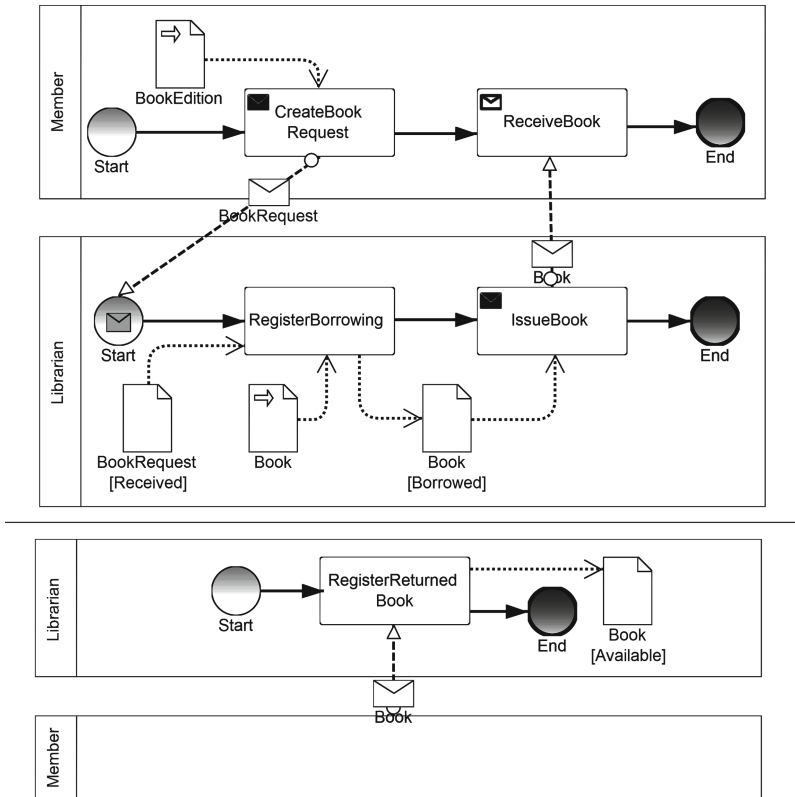 Member
BookEdition
CreateBook
Request
ReceiveBook
Start
End
BookRequest
Book
Librarian
RegisterBorrowing
IssueBook
Start
End
BookRequest
[Received]
Book
Book
[Borrowed]
Librarian
RegisterReturned
Book
Start
End
Book
[Available]
Book
Member